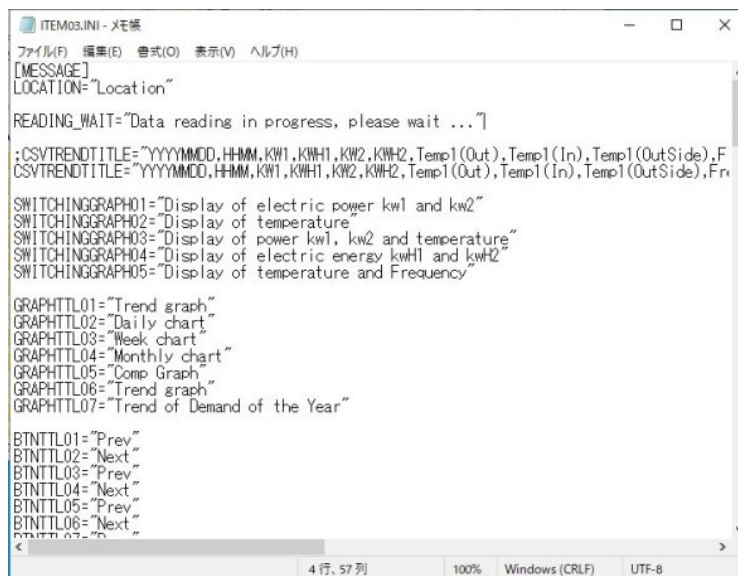 ITEM03.INI - メモ帳
ファイル(F) 編集(E) 書式(O) 表示(V) ヘルプ(H)
[MESSAGE]
LOCATION="Location"
READING_WAIT="Data reading in progress, please wait ..."
;CSVTRENDTITLE="YYYYMMDD,HHMM,KW1,KWH1,KW2,KWH2,Temp1(Out),Temp1(In),Temp1(OutSide),F
CSVTRENDTITLE="YYYYMMDD,HHMM,KW1,KWH1,KW2,KWH2,Temp1(Out),Temp1(In),Temp1(OutSide),Fre
SWITCHINGGRAPH01="Display of electric power kw1 and kw2"
SWITCHINGGRAPH02="Display of temperature"
SWITCHINGGRAPH03="Display of power kw1, kw2 and temperature"
SWITCHINGGRAPH04="Display of electric energy kwH1 and kwH2"
SWITCHINGGRAPH05="Display of temperature and Frequency"
GRAPHTTL01="Trend graph"
GRAPHTTL02="Daily chart"
GRAPHTTL03="Week chart"
GRAPHTTL04="Monthly chart"
GRAPHTTL05="Comp Graph"
GRAPHTTL06="Trend graph"
GRAPHTTL07="Trend of Demand of the Year"
BTNTTL01="Prev"
BTNTTL02="Next"
BTNTTL03="Prev"
BTNTTL04="Next"
BTNTTL05="Prev"
BTNTTL06="Next"
4 行、57 列 100% Windows (CRLF) UTF-8